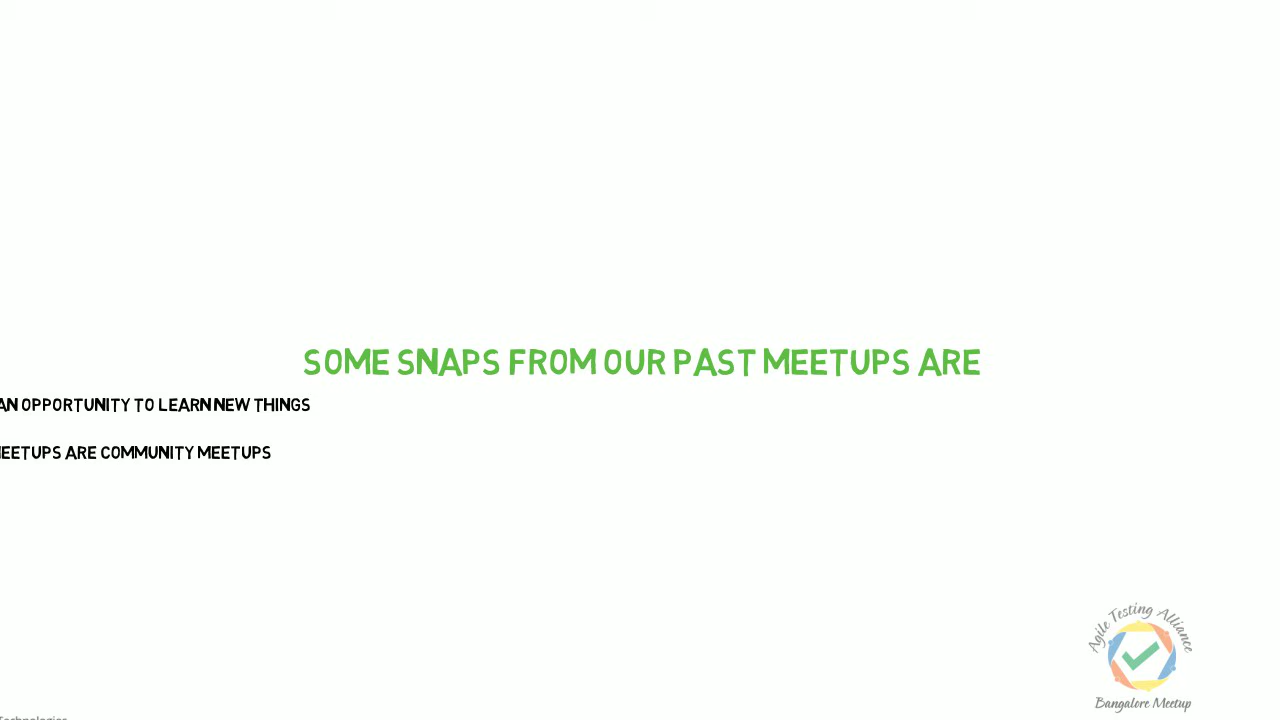 SOME SNAPS FROM OUR PAST MEETUPS ARE
AN OPPORTUNITY TO LEARN NEW THINGS
MEETUPS ARE COMMUNITY MEETUPS
Agile Testing Alliance
Bangalore Meetup